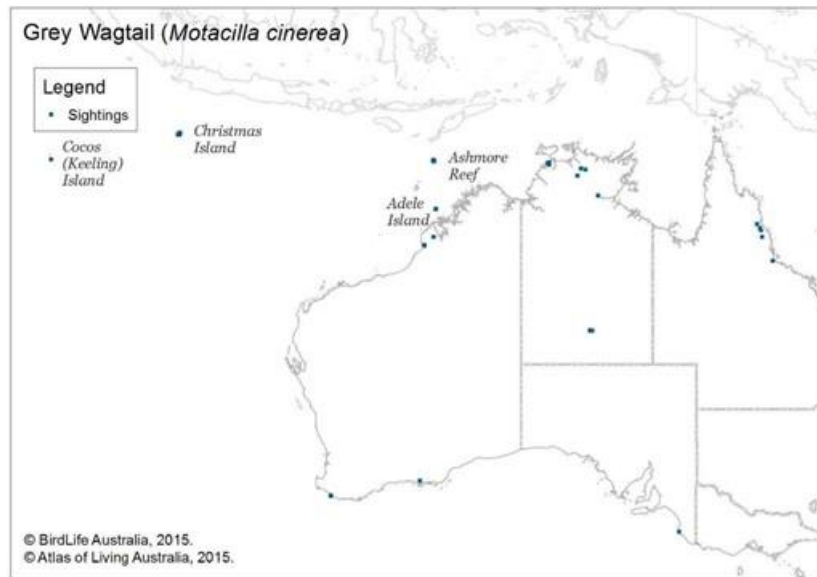 Grey Wagtail (Motacilla cinerea)
Legend
Sightings
Cocos
(Keeling)
Island
Christmas
Island
Ashmore
Reef
Adele
Island
© BirdLife Australia, 2015.
© Atlas of Living Australia, 2015.